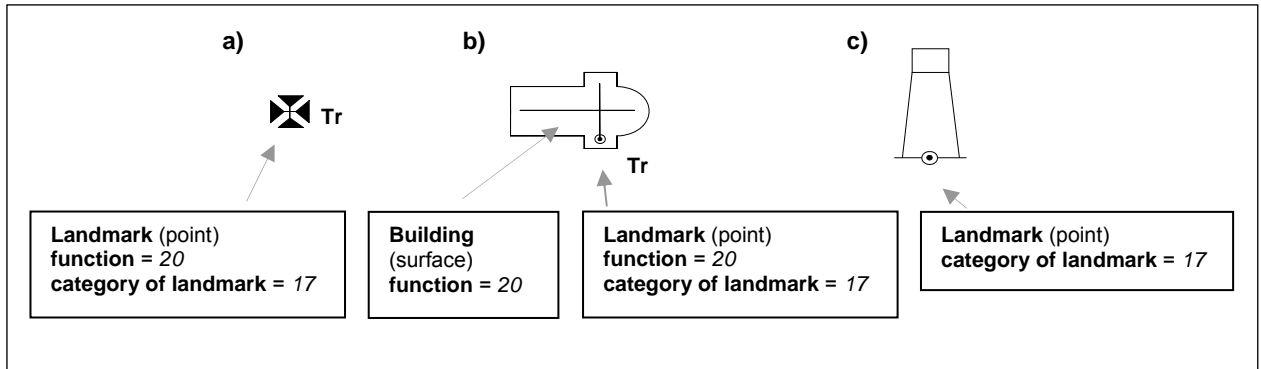 a)
b)
c)
Tr
Tr
Landmark (point)
function = 20
category of landmark = 17
Building
(surface)
function = 20
Landmark (point)
function = 20
category of landmark = 17
Landmark (point)
category of landmark = 17